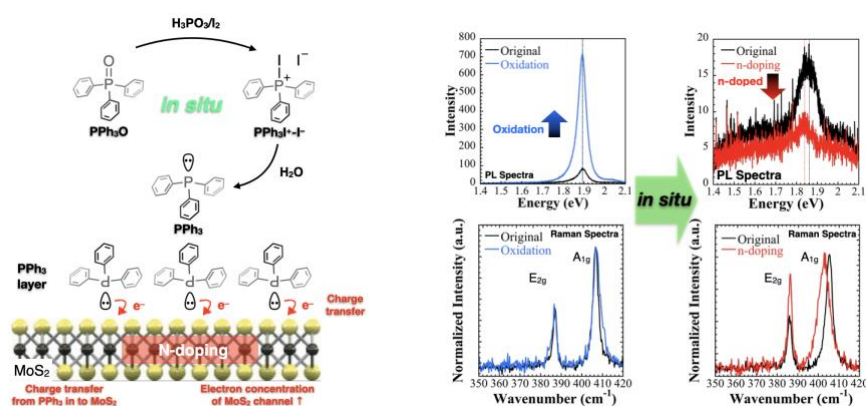 H₃PO₃/I₂
I I⁻
O
P
PPh₃O
in situ
P⁺
PPh₃I⁺-I⁻
H₂O
P
PPh₃
PPh₃
layer
P P P
e⁻ e⁻ e⁻
Charge
transfer
N-doping
MoS₂
Charge transfer
from PPh₃ in to MoS₂
Electron concentration
of MoS₂ channel ↑
800
700
600
500
400
300
200
100
0
Intensity
Original
Oxidation
Oxidation
PL Spectra
1.4 1.5 1.6 1.7 1.8 1.9 2 2.1
Energy (eV)
in situ
20
15
10
5
0
Intensity
Original
n-doping
n-doped
PL Spectra
1.4 1.5 1.6 1.7 1.8 1.9 2 2.1
Energy (eV)
Normalized Intensity (a.u.)
Raman Spectra
Original
Oxidation
E₂g
A₁g
350 360 370 380 390 400 410 420
Wavenumber (cm⁻¹)
Normalized Intensity (a.u.)
Raman Spectra
Original
n-doping
E₂g
A₁g
350 360 370 380 390 400 410 420
Wavenumber (cm⁻¹)